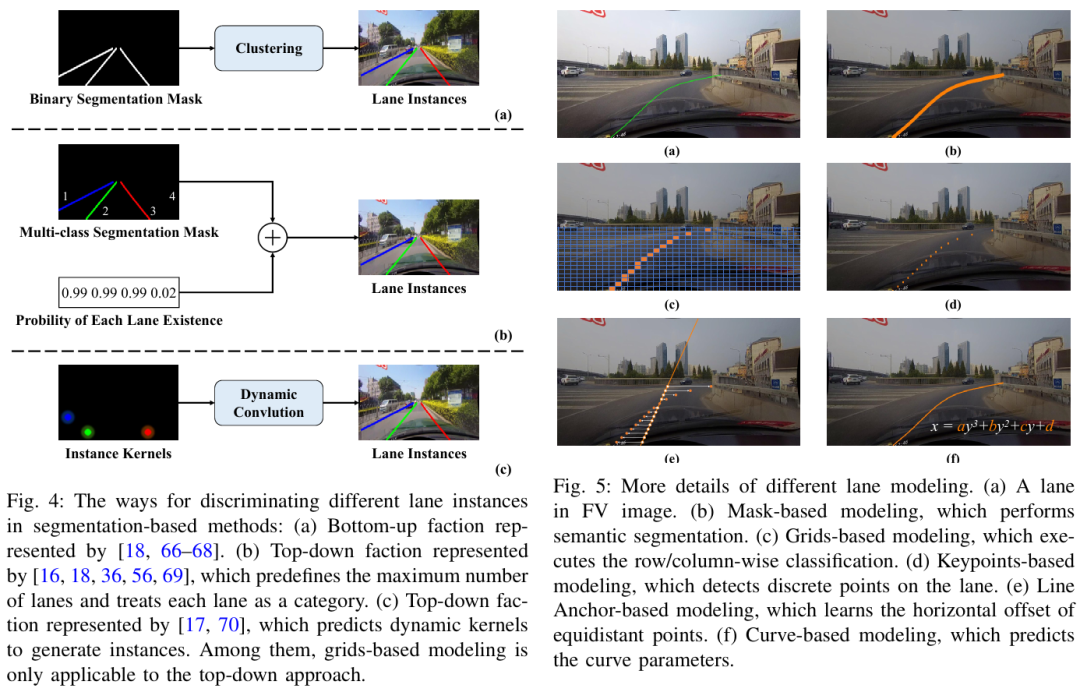 Clustering
Binary Segmentation Mask
Lane Instances
(a)
1
2
3
4
Multi-class Segmentation Mask
Lane Instances
0.99 0.99 0.99 0.02
Probility of Each Lane Existence
(b)
Dynamic
Convlution
Instance Kernels
Lane Instances
(c)
Fig. 4: The ways for discriminating different lane instances
in segmentation-based methods: (a) Bottom-up faction rep-
resented by [18, 66–68]. (b) Top-down faction represented
by [16, 18, 36, 56, 69], which predefines the maximum number
of lanes and treats each lane as a category. (c) Top-down fac-
tion represented by [17, 70], which predicts dynamic kernels
to generate instances. Among them, grids-based modeling is
only applicable to the top-down approach.
(a)
(b)
(c)
(d)
x = ay³+by²+cy+d
(e)
(f)
Fig. 5: More details of different lane modeling. (a) A lane
in FV image. (b) Mask-based modeling, which performs
semantic segmentation. (c) Grids-based modeling, which exe-
cutes the row/column-wise classification. (d) Keypoints-based
modeling, which detects discrete points on the lane. (e) Line
Anchor-based modeling, which learns the horizontal offset of
equidistant points. (f) Curve-based modeling, which predicts
the curve parameters.